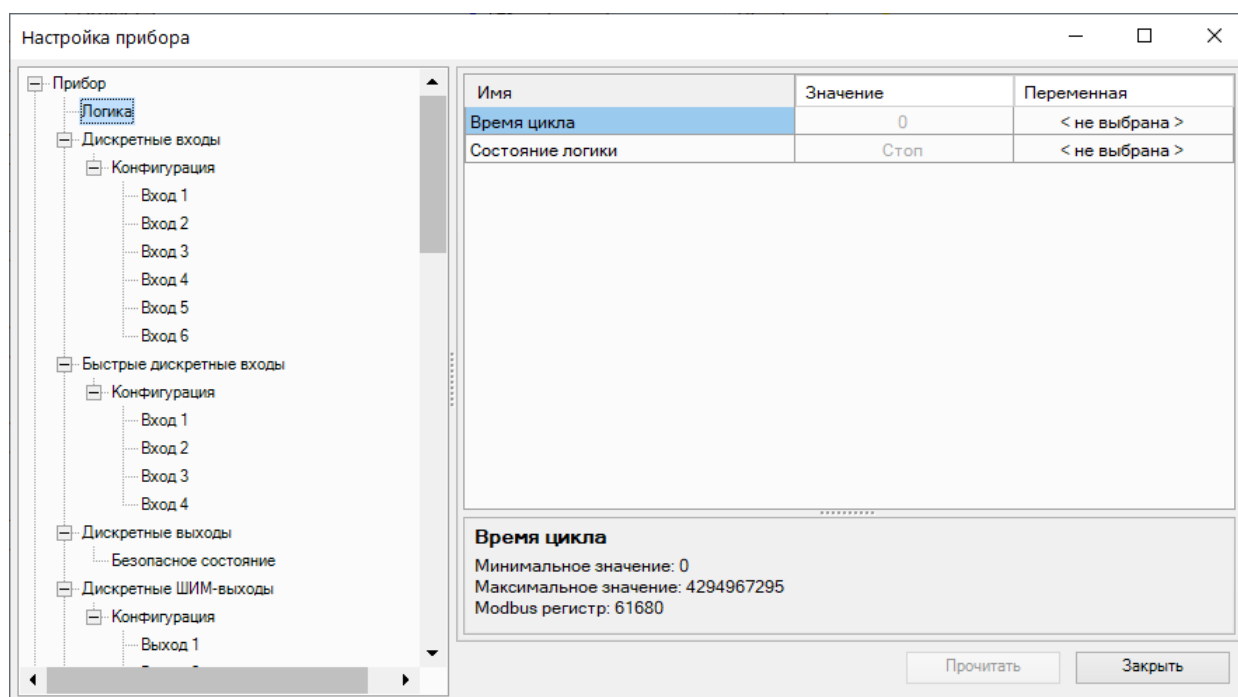 Настройка прибора
Прибор
Логика
Дискретные входы
Конфигурация
Вход 1
Вход 2
Вход 3
Вход 4
Вход 5
Вход 6
Быстрые дискретные входы
Конфигурация
Вход 1
Вход 2
Вход 3
Вход 4
Дискретные выходы
Безопасное состояние
Дискретные ШИМ-выходы
Конфигурация
Выход 1
Имя Значение Переменная
Время цикла 0 < не выбрана >
Состояние логики Стоп < не выбрана >
Время цикла
Минимальное значение: 0
Максимальное значение: 4294967295
Modbus регистр: 61680
Прочитать Закрыть